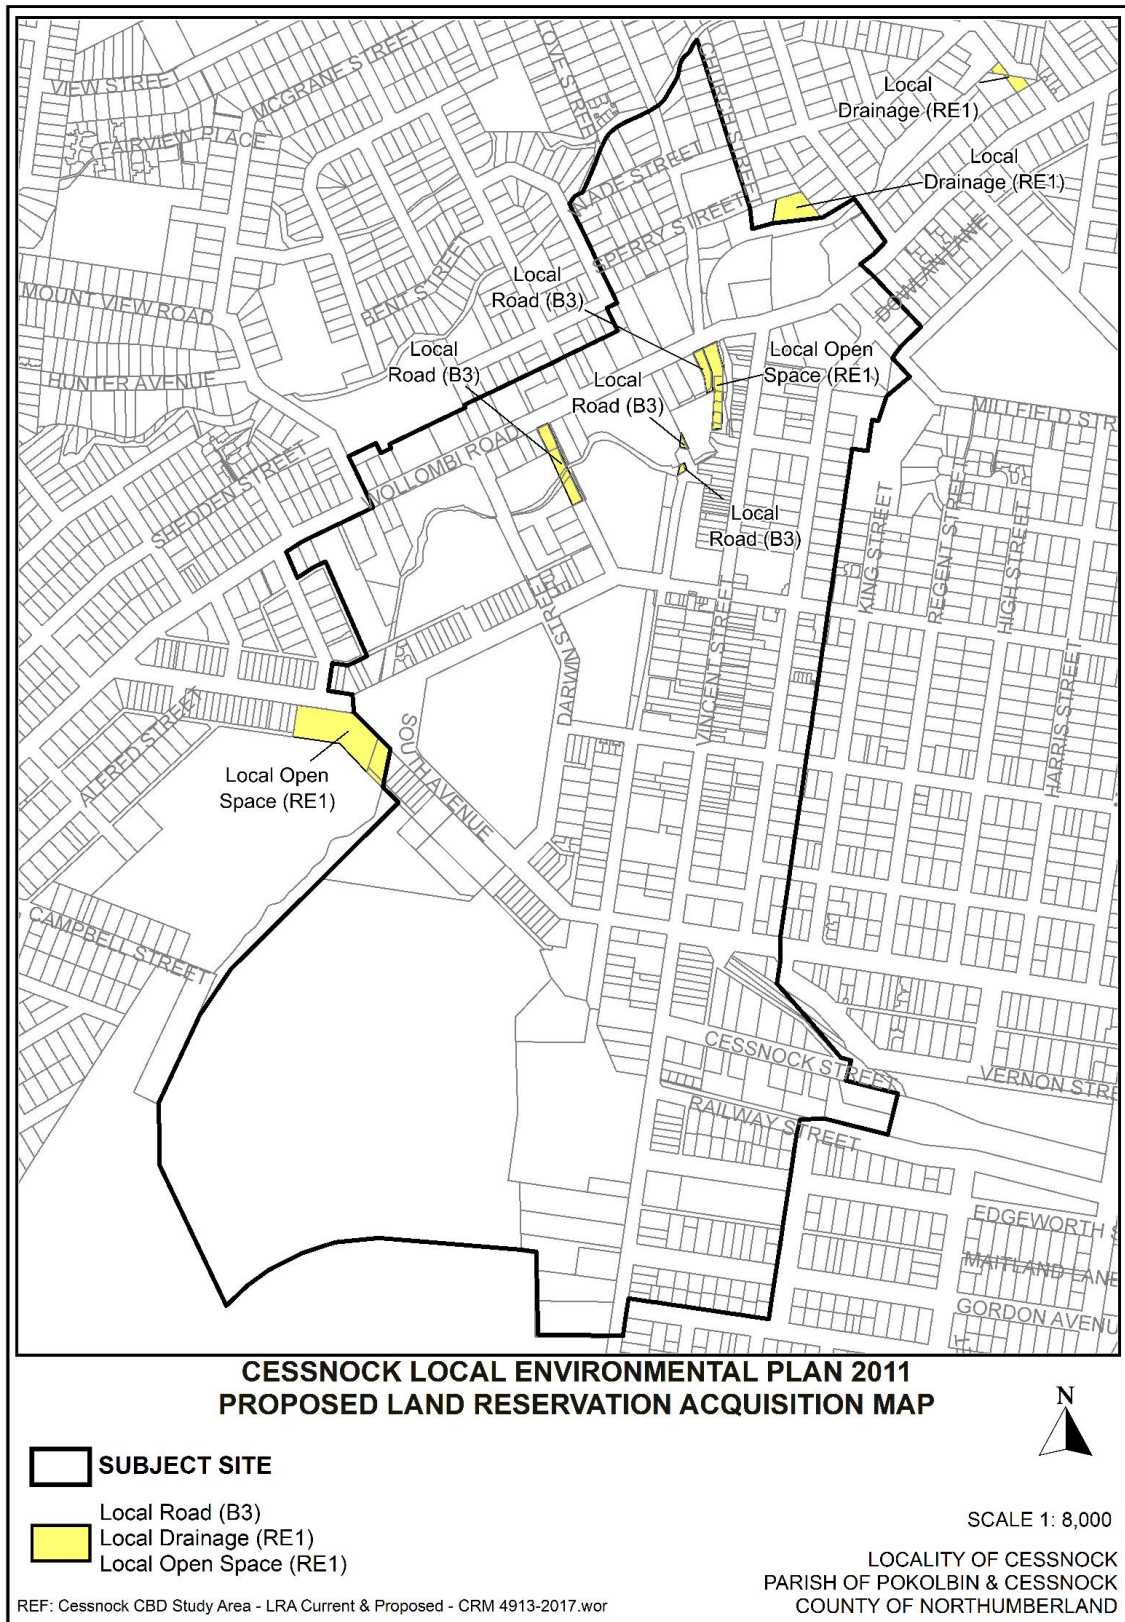 VIEW STREE
MCGRANE STREET
OVE STREE
CHURCH STREET
FAIRVIEW PLACE
Local
Drainage (RE1)
Local
Drainage (RE1)
WADE STREET
SPERRY STREET
BENT STREET
DOWLAN LANE
MOUNT VIEW ROAD
Local
Road (B3)
Local
Road (B3)
Local Open
Space (RE1)
HUNTER AVENUE
Local
Road (B3)
MILLFIELD STR
WOLLOMBI ROAD
SHEDDEN STREET
Local
Road (B3)
KING STREET
REGENT STREET
HIGH STREET
DARWIN STREET
VINCENT STREET
HARRIS STREET
ALFRED STREET
SOUTH AVENUE
Local Open
Space (RE1)
CAMPBELL STREET
CESSNOCK STREET
VERNON STRE
RAILWAY STREET
EDGEWORTH S
MAITLAND LANE
GORDON AVENU
CESSNOCK LOCAL ENVIRONMENTAL PLAN 2011
PROPOSED LAND RESERVATION ACQUISITION MAP
N
SUBJECT SITE
Local Road (B3)
Local Drainage (RE1)
Local Open Space (RE1)
SCALE 1: 8,000
LOCALITY OF CESSNOCK
PARISH OF POKOLBIN & CESSNOCK
COUNTY OF NORTHUMBERLAND
REF: Cessnock CBD Study Area - LRA Current & Proposed - CRM 4913-2017.wor